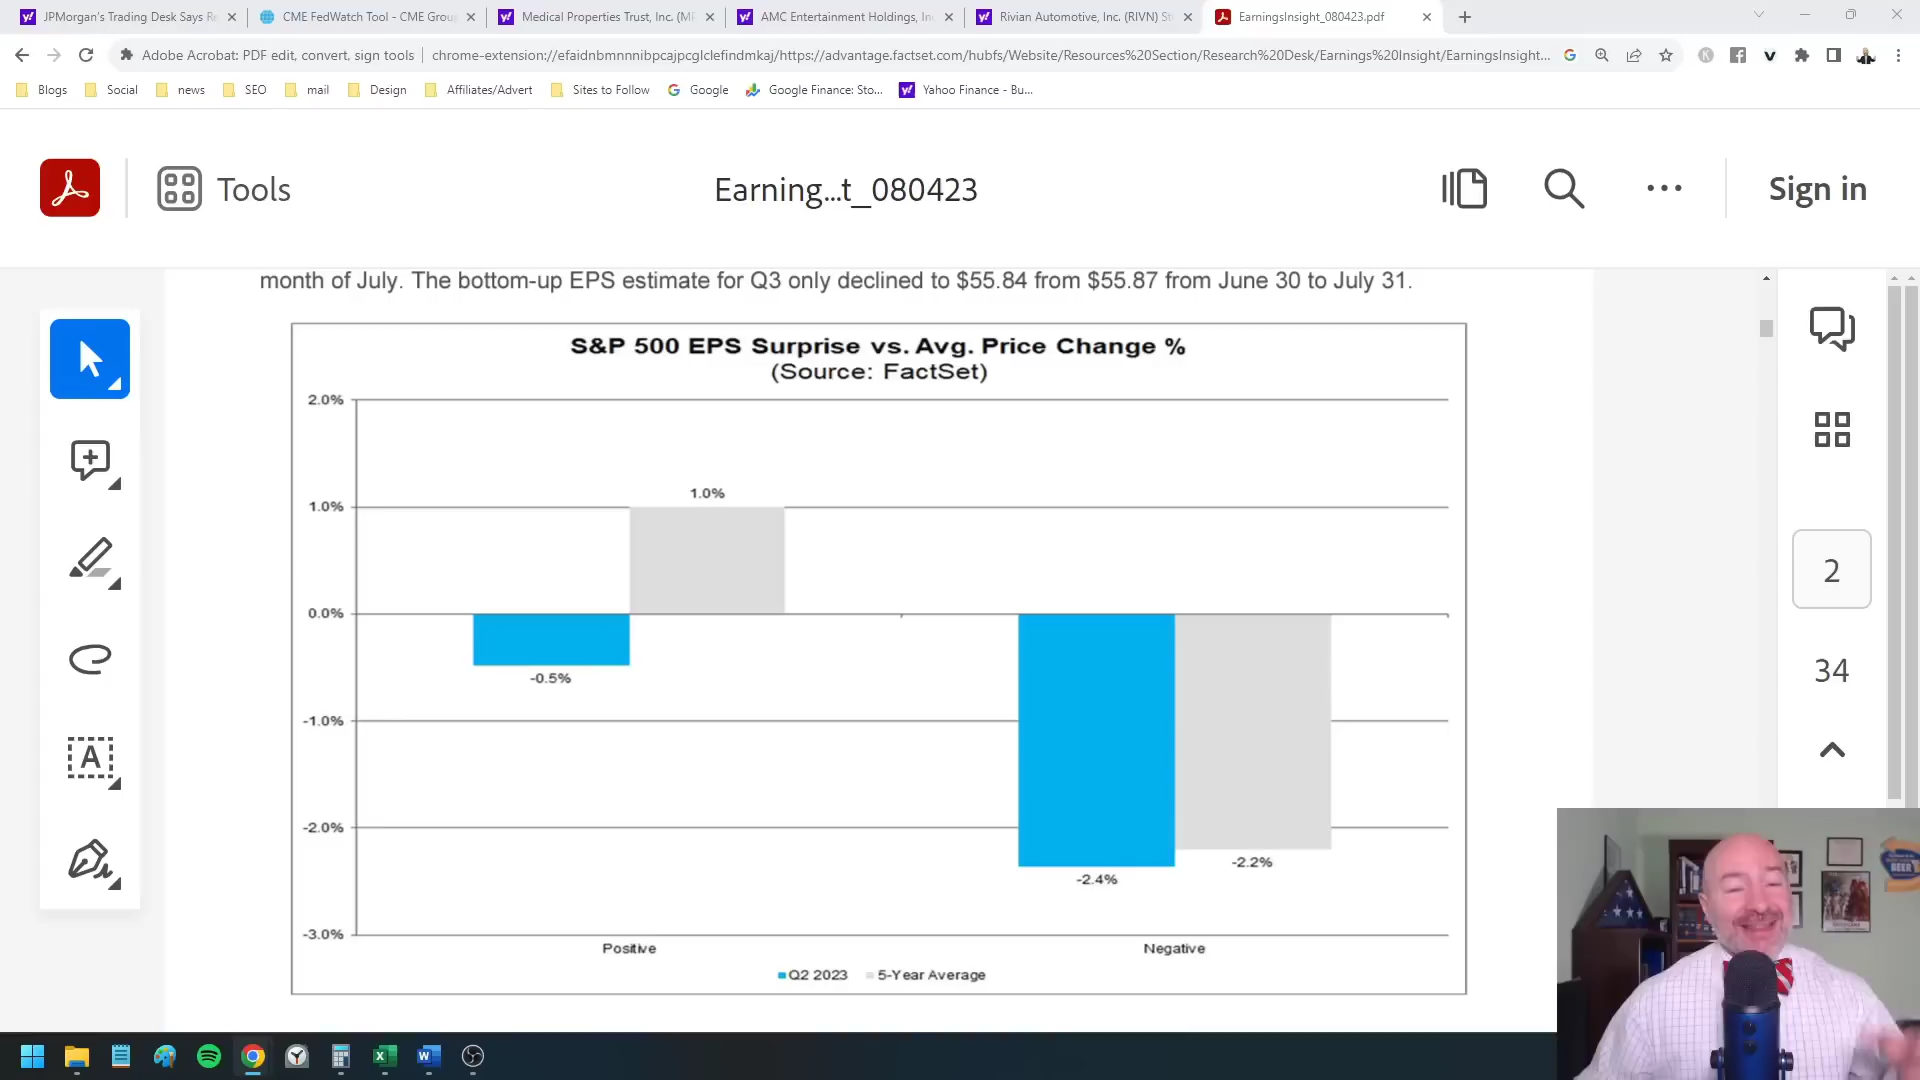 JPMorgan's Trading Desk Says Re
CME FedWatch Tool - CME Group
Medical Properties Trust, Inc. (MP
AMC Entertainment Holdings, Inc
Rivian Automotive, Inc. (RIVN) St
EarningsInsight_080423.pdf
Adobe Acrobat: PDF edit, convert, sign tools
chrome-extension://efaidnbmnnnibpcajpcglclefindmkaj/https://advantage.factset.com/hubfs/Website/Resources%20Section/Research%20Desk/Earnings%20Insight/EarningsInsight...
Blogs
Social
news
SEO
mail
Design
Affiliates/Advert
Sites to Follow
Google
Google Finance: Sto...
Yahoo Finance - Bu...
Tools
Earning...t_080423
Sign in
month of July. The bottom-up EPS estimate for Q3 only declined to $55.84 from $55.87 from June 30 to July 31.
S&P 500 EPS Surprise vs. Avg. Price Change %
(Source: FactSet)
2.0%
1.0%
1.0%
0.0%
-0.5%
-1.0%
-2.0%
-2.2%
-2.4%
-3.0%
Positive
Negative
Q2 2023
5-Year Average
2
34
BEER